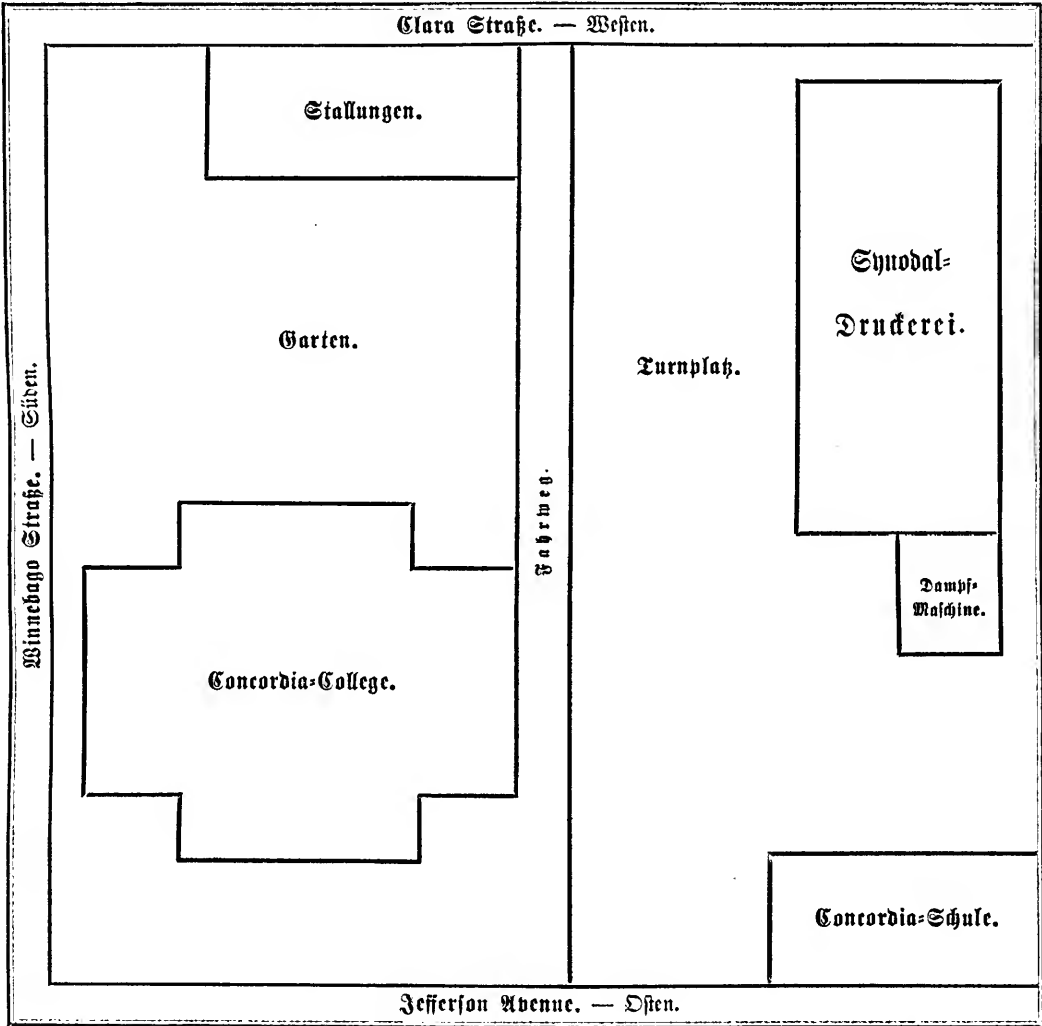 Clara Straße. — Westen.
Stallungen.
Synodal-
Druckerei.
Garten.
Turnplatz.
Winnebago Straße. — Süden.
Fahrweg.
Dampf-
Maschine.
Concordia-College.
Concordia-Schule.
Jefferson Avenue. — Osten.